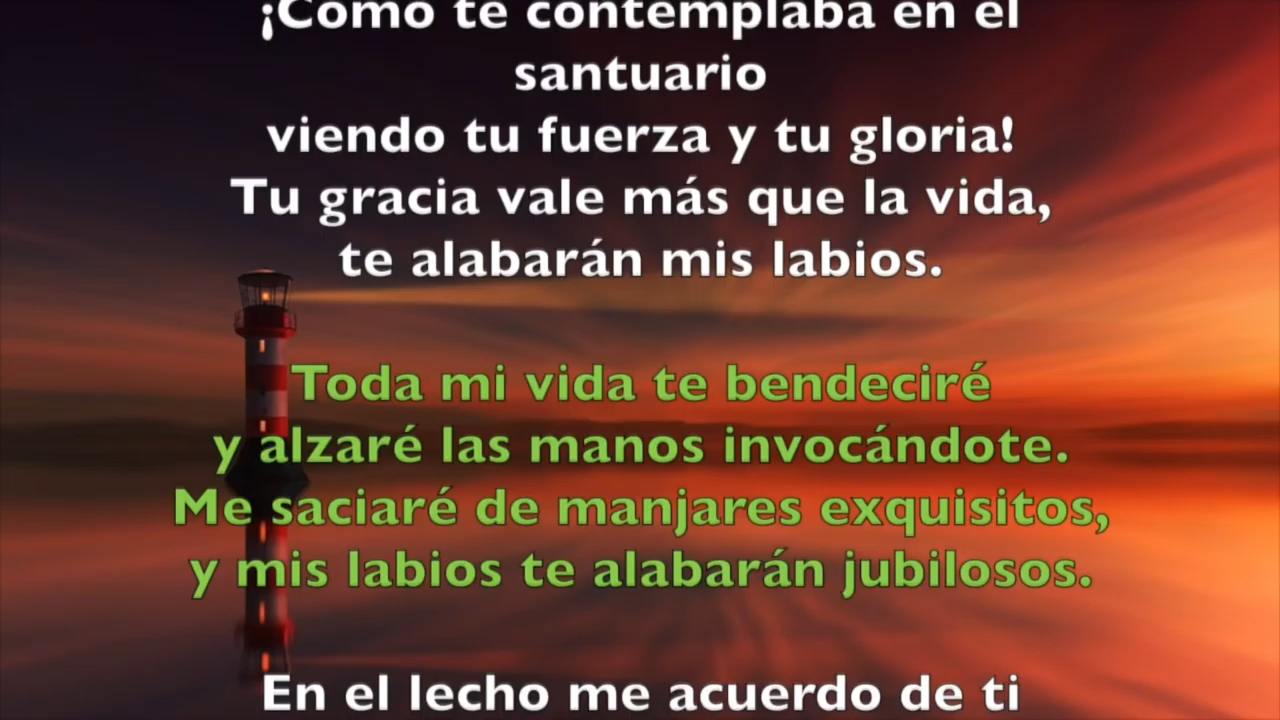 ¡Cómo te contemplaba en el
santuario
viendo tu fuerza y tu gloria!
Tu gracia vale más que la vida,
te alabarán mis labios.
Toda mi vida te bendeciré
y alzaré las manos invocándote.
Me saciaré de manjares exquisitos,
y mis labios te alabarán jubilosos.
En el lecho me acuerdo de ti